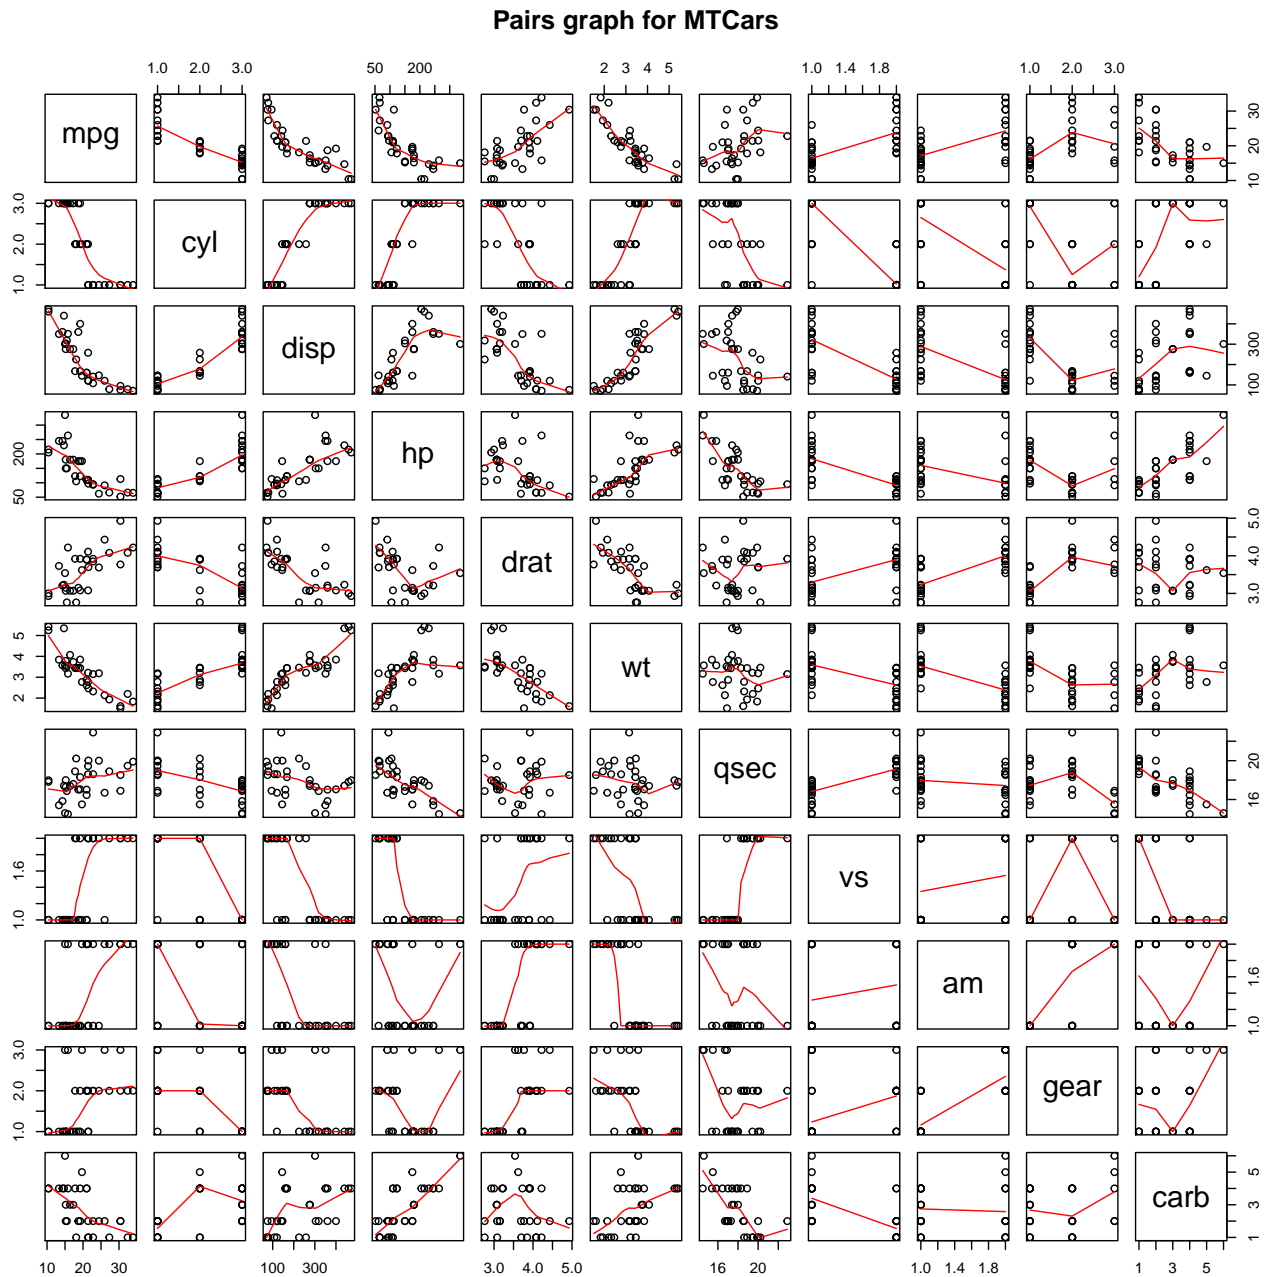 Pairs graph for MTCars
1.0 2.0 3.0 50 200 2 3 4 5 1.0 1.4 1.8 1.0 2.0 3.0
mpg 10 20 30
1.0 2.0 3.0 cyl
disp 100 300
50 200 hp
drat 3.0 4.0 5.0
2 3 4 5 wt
qsec 16 20
1.0 1.6 vs
am 1.0 1.6
1.0 2.0 3.0 gear
carb 1 3 5
10 20 30 100 300 3.0 4.0 5.0 16 20 1.0 1.4 1.8 1 3 5